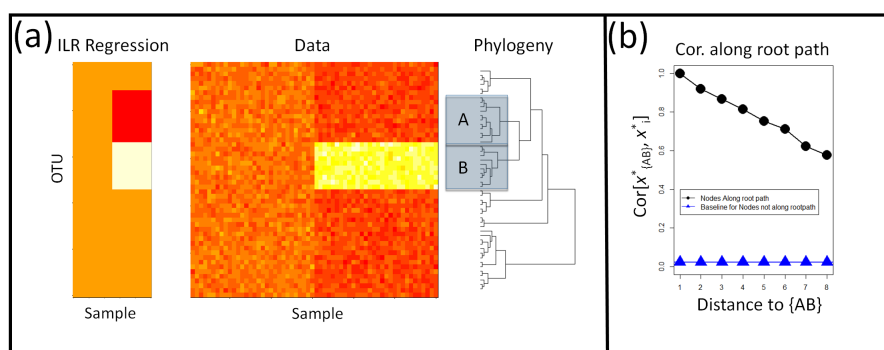 (a)
ILR Regression
Data
Phylogeny
OTU
A
B
Sample
Sample
(b)
Cor. along root path
Cor[x*{AB}, x*i]
1.0
0.8
0.6
0.4
0.2
0.0
Nodes Along root path
Baseline for Nodes not along rootpath
1 2 3 4 5 6 7 8
Distance to {AB}